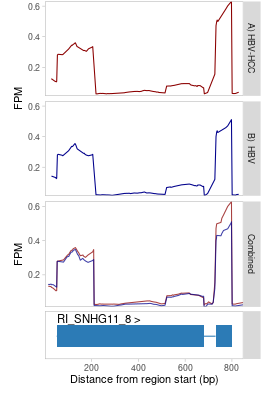 0.6
0.4
0.2
FPM
A) HBV-HCC
0.6
0.4
0.2
B) HBV
0.6
0.4
0.2
FPM
Combined
RI_SNHG11_8 >
200 400 600 800
Distance from region start (bp)